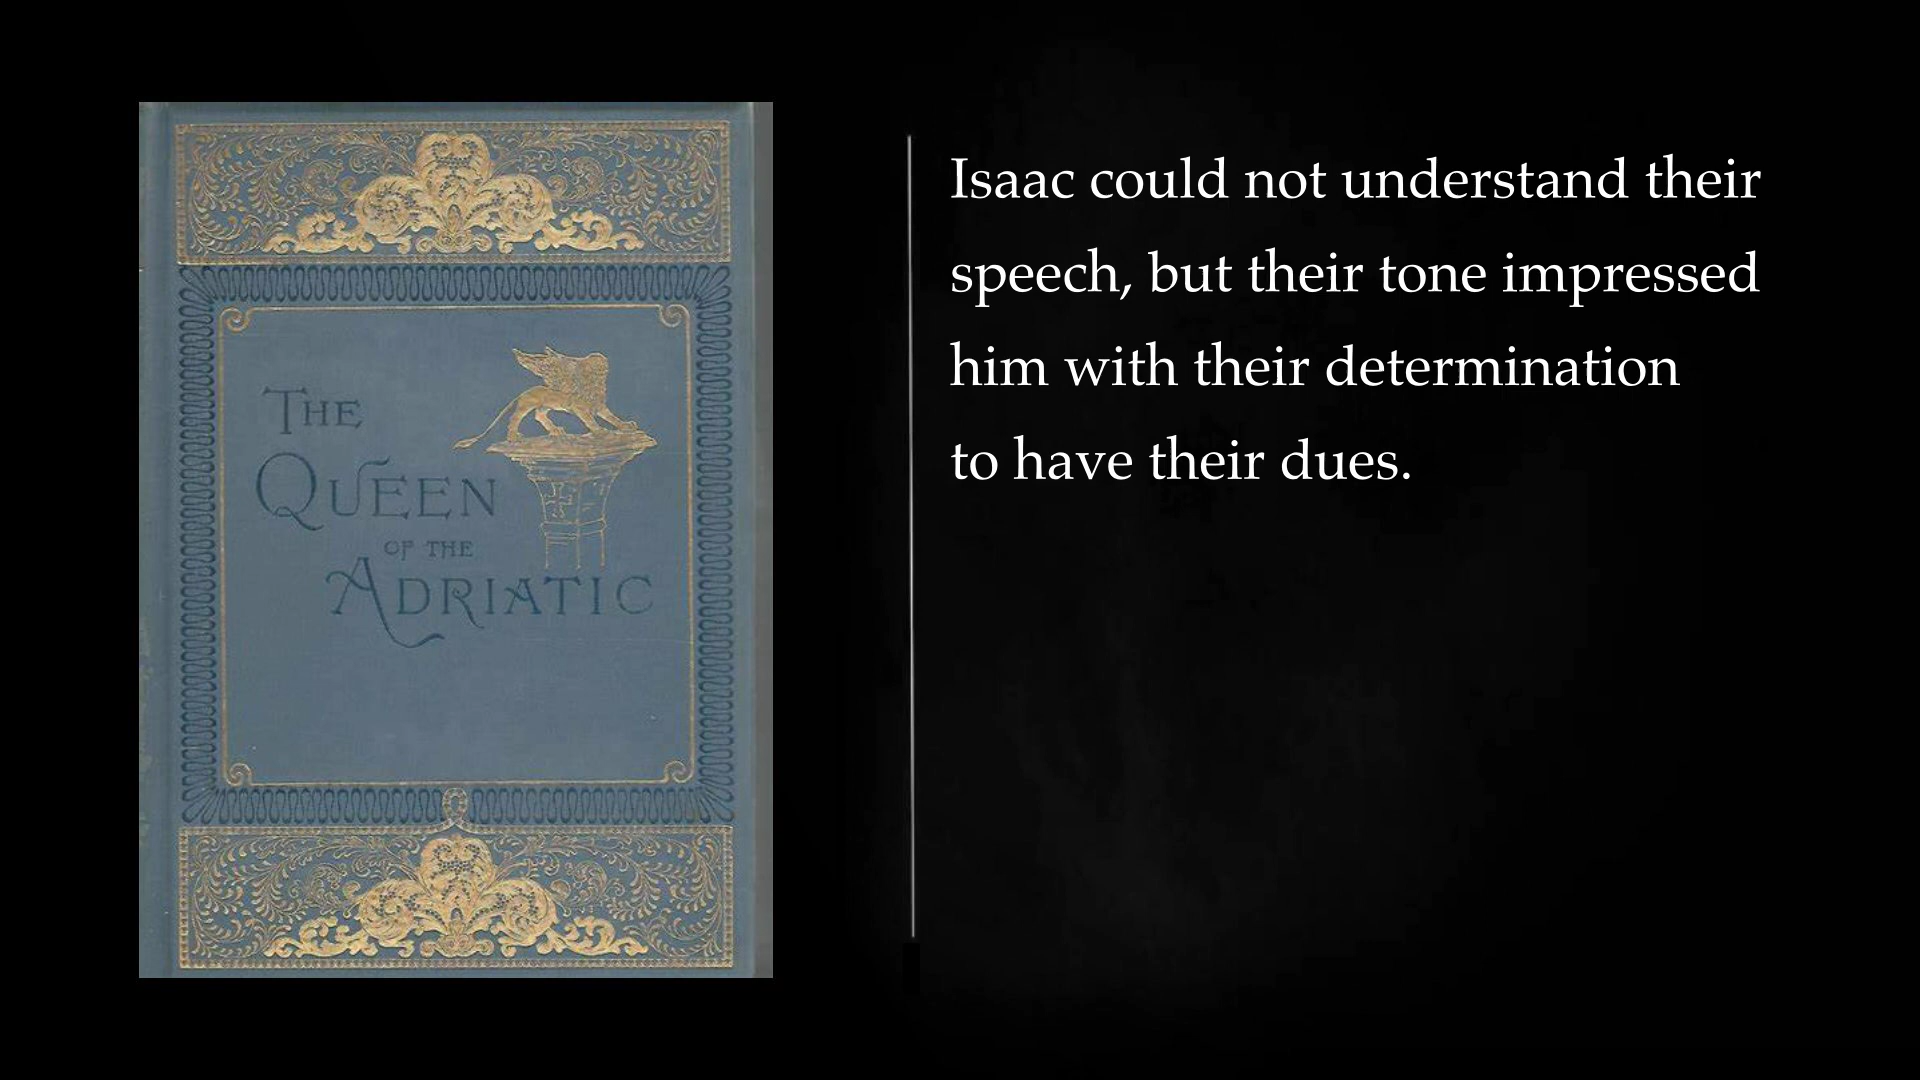 THE
QUEEN
OF THE
ADRIATIC
Isaac could not understand their
speech, but their tone impressed
him with their determination
to have their dues.